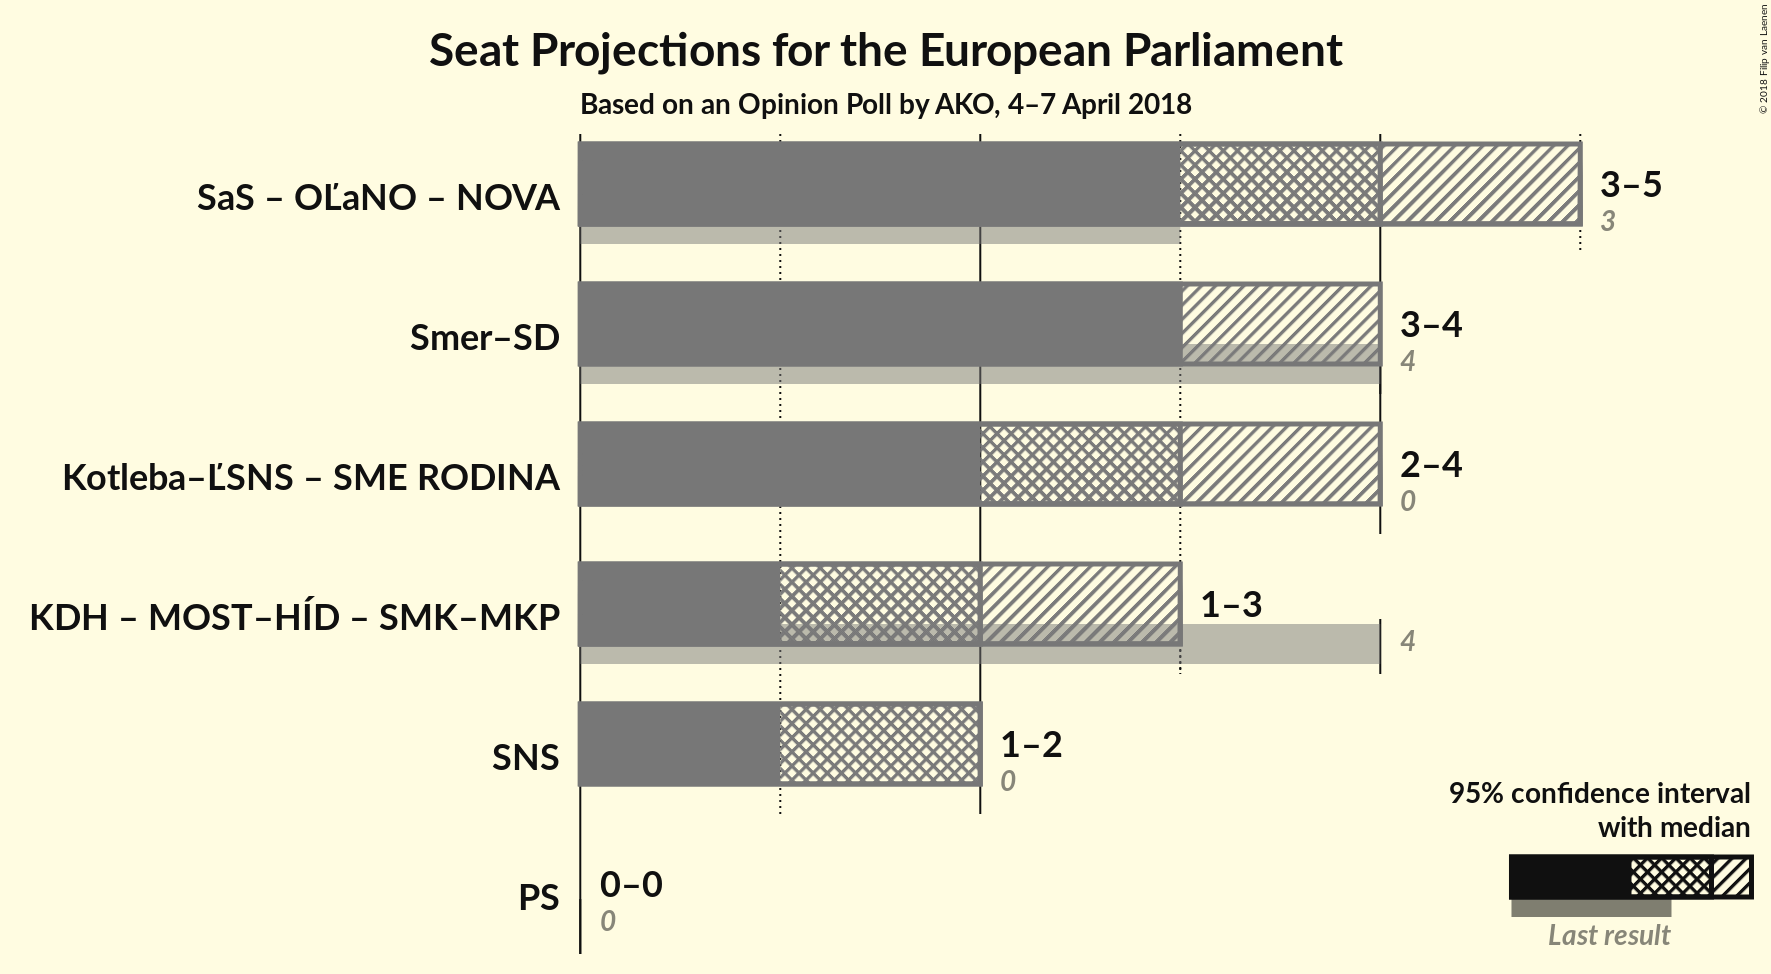 Seat Projections for the European Parliament
Based on an Opinion Poll by AKO, 4–7 April 2018
© 2018 Filip van Laenen
SaS – OĽaNO – NOVA
3–5
3
Smer–SD
3–4
4
Kotleba–ĽSNS – SME RODINA
2–4
0
KDH – MOST–HÍD – SMK–MKP
1–3
4
SNS
1–2
0
PS
0–0
0
95% confidence interval
with median
Last result